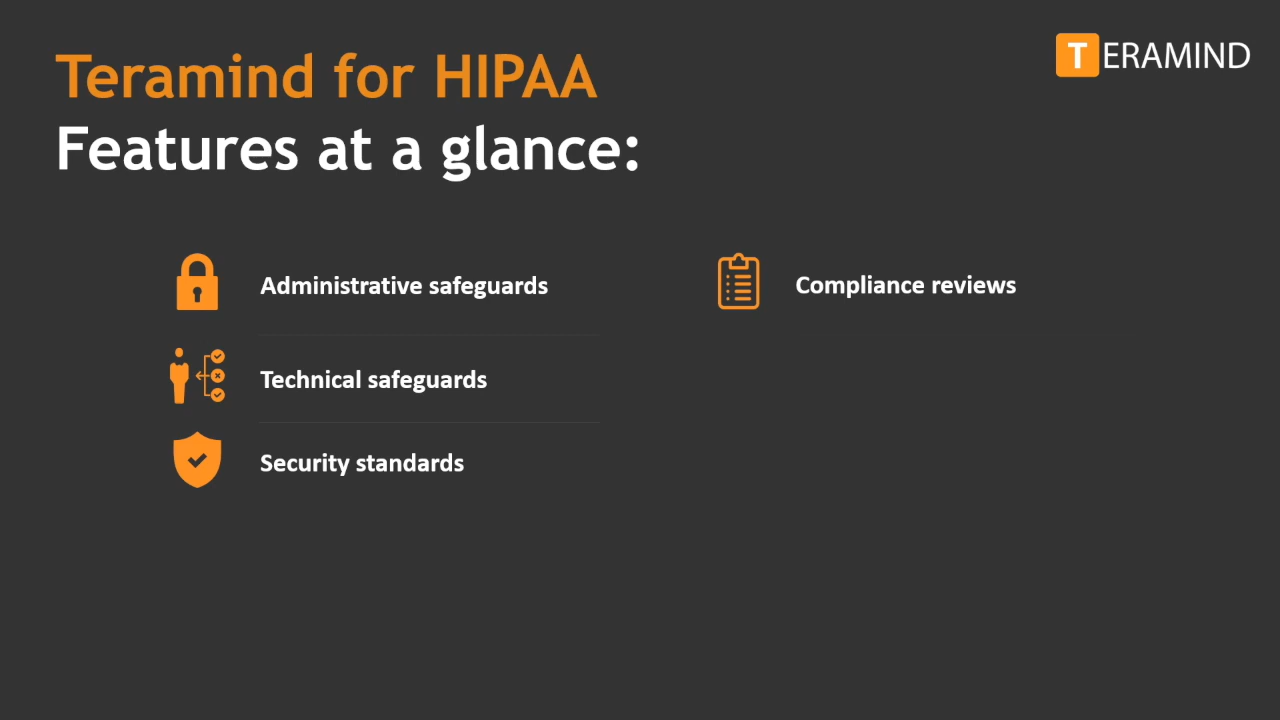 Teramind for HIPAA
Features at a glance:
TERAMIND
Administrative safeguards
Technical safeguards
Security standards
Compliance reviews